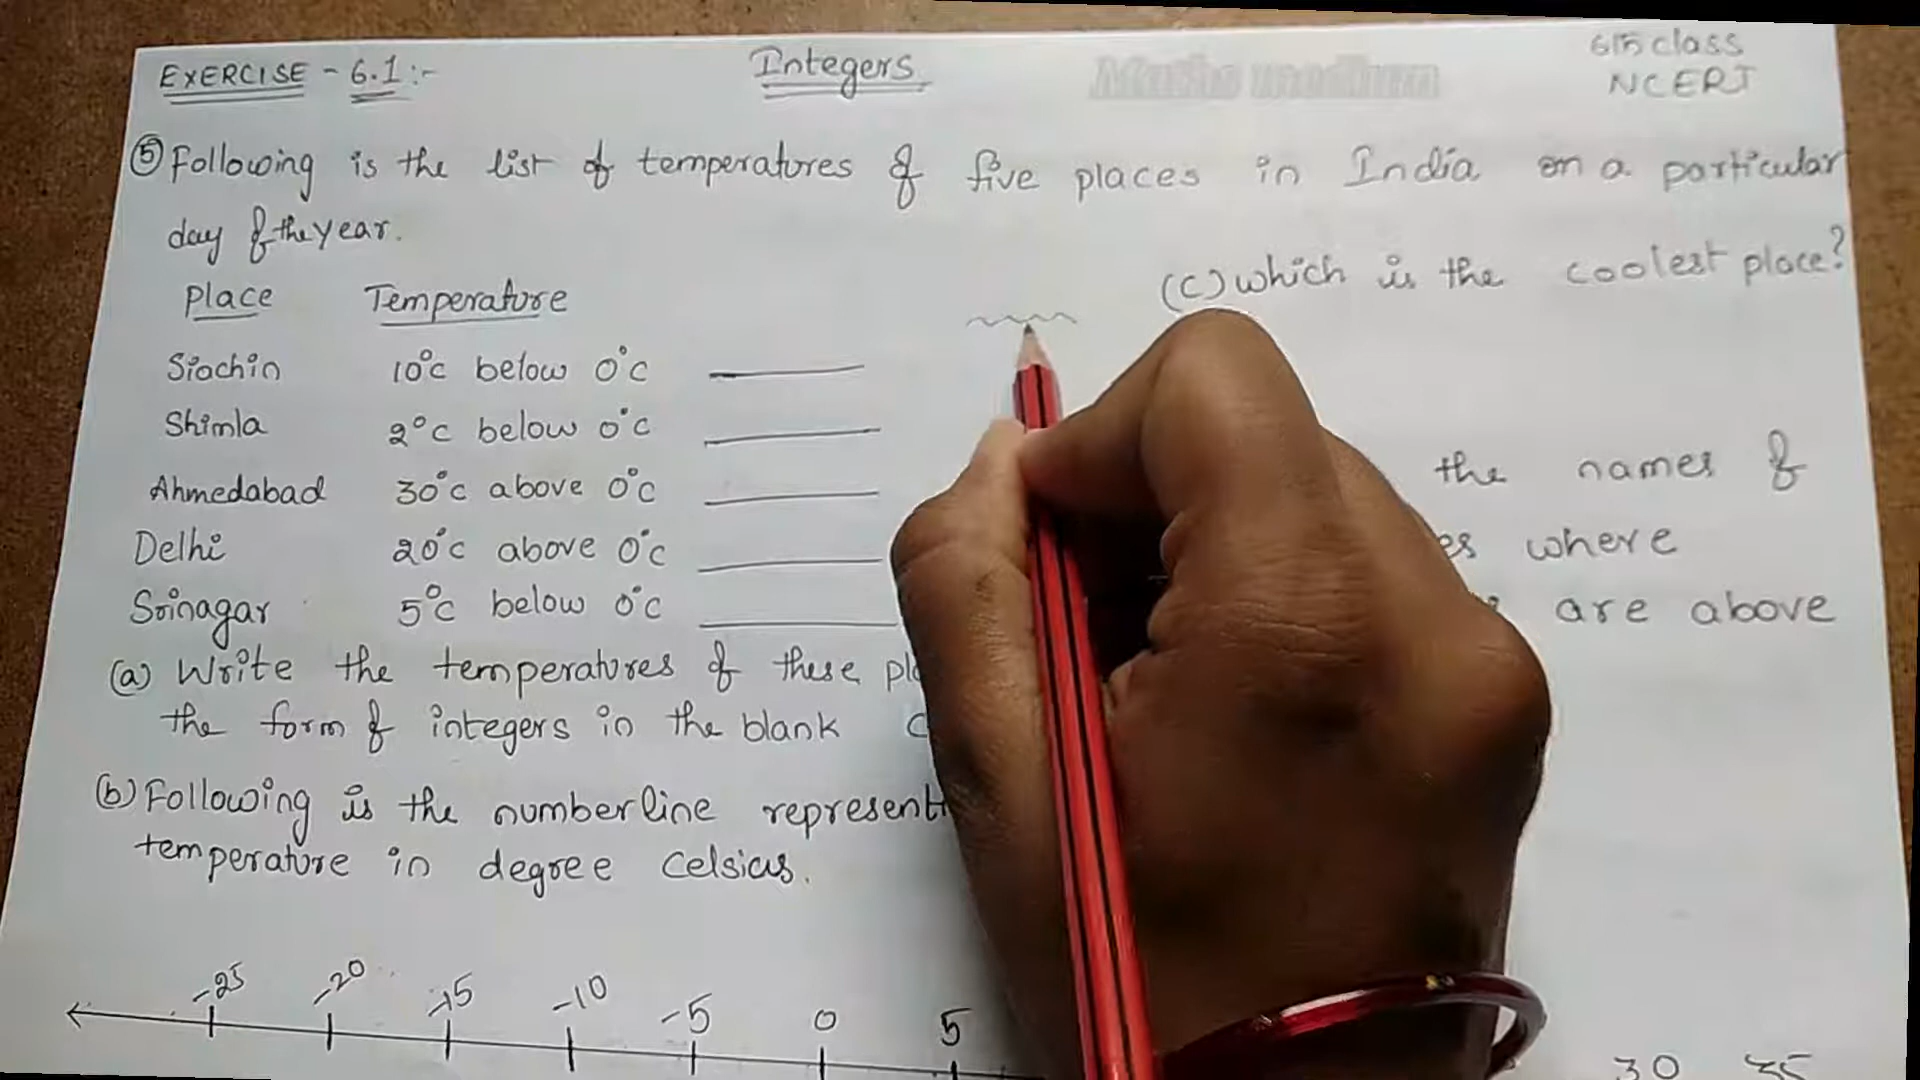 EXERCISE - 6.1:-
Integers
6th class
NCERT
Maths medium
⑤ Following is the list of temperatures of five places in India on a particular
day of the year.
Place Temperature
Siachin 10°c below 0°c
Shimla 2°c below 0°c
Ahmedabad 30°c above 0°c
Delhi 20°c above 0°c
Srinagar 5°c below 0°c
(a) Write the temperatures of these
the form of integers in the blank
(b) Following is the numberline
temperature in degree celsius.
-25 -20 -15 -10 -5 0 5 30 35
(C) which is the coolest place?
the names of
where
are above